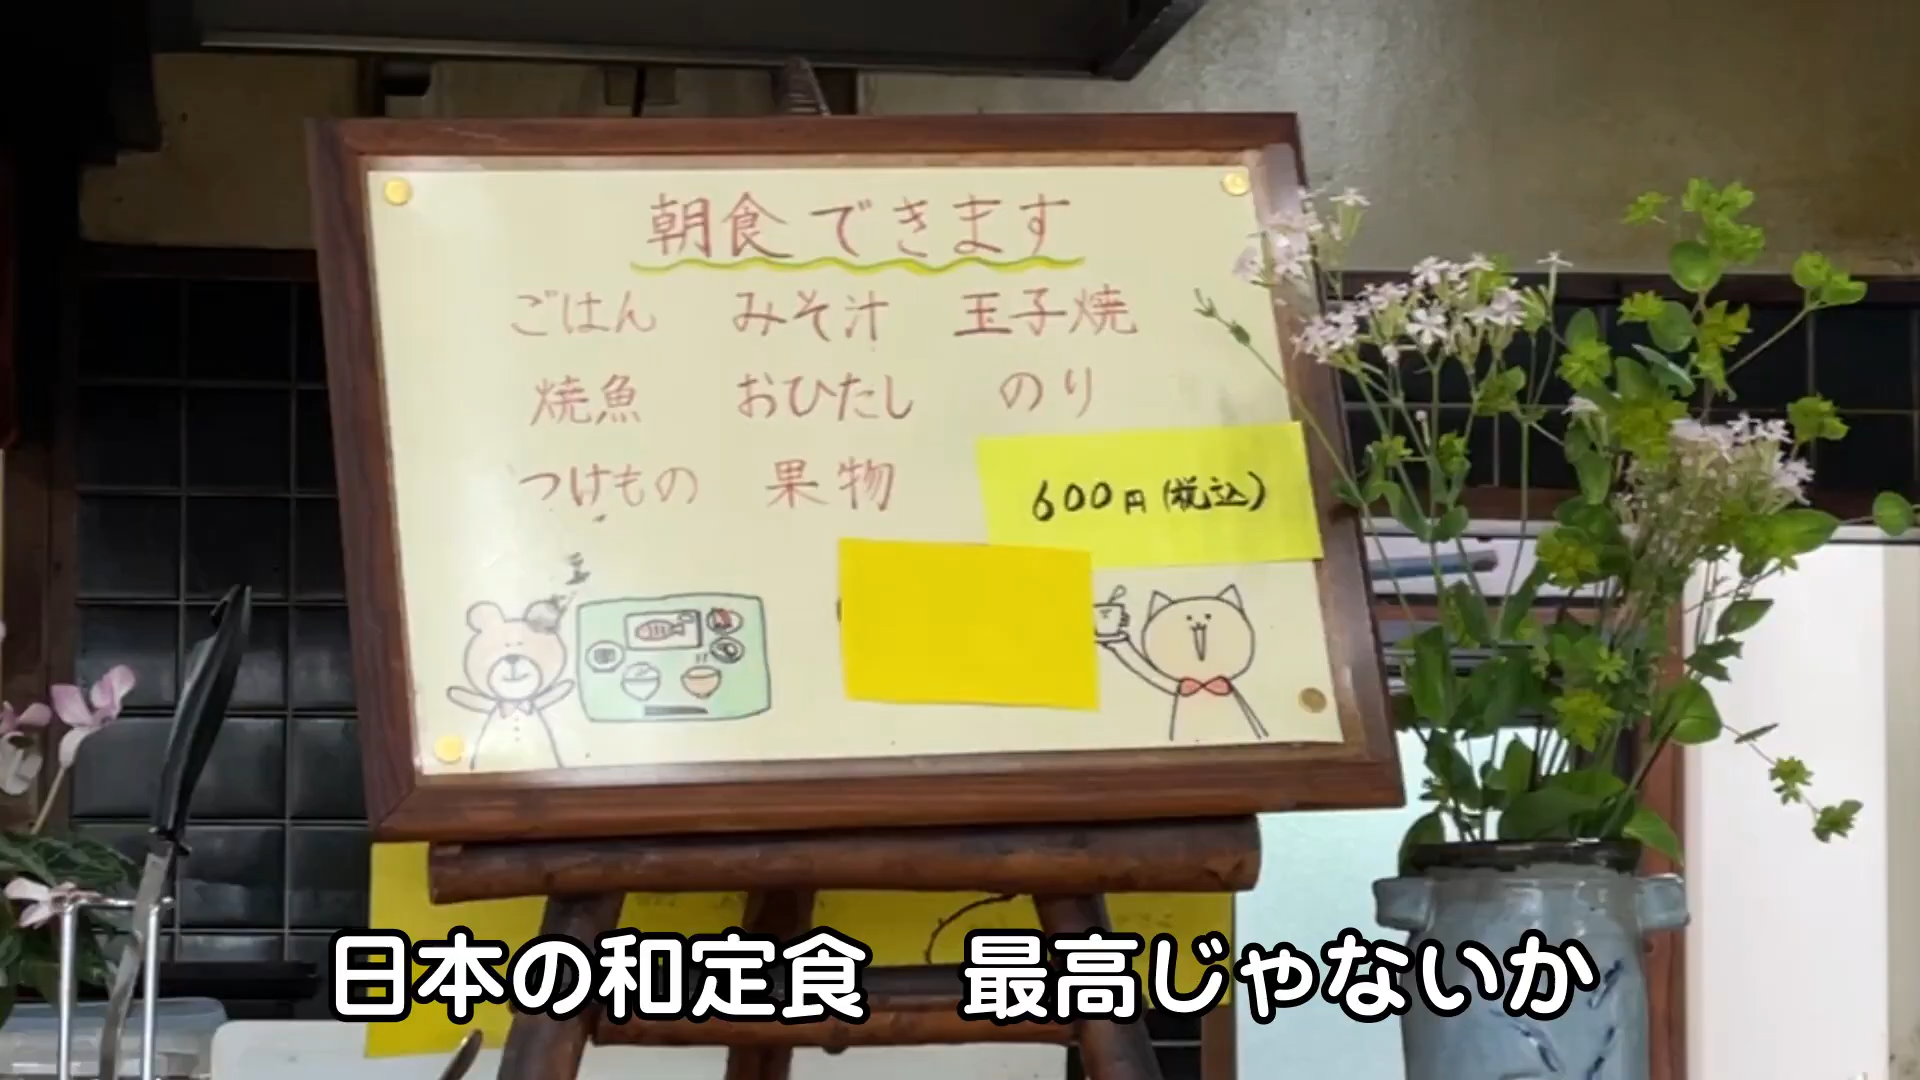 朝食できます
ごはん みそ汁 玉子焼
焼魚 おひたし のり
つけもの 果物
600円(税込)
日本の和定食 最高じゃないか